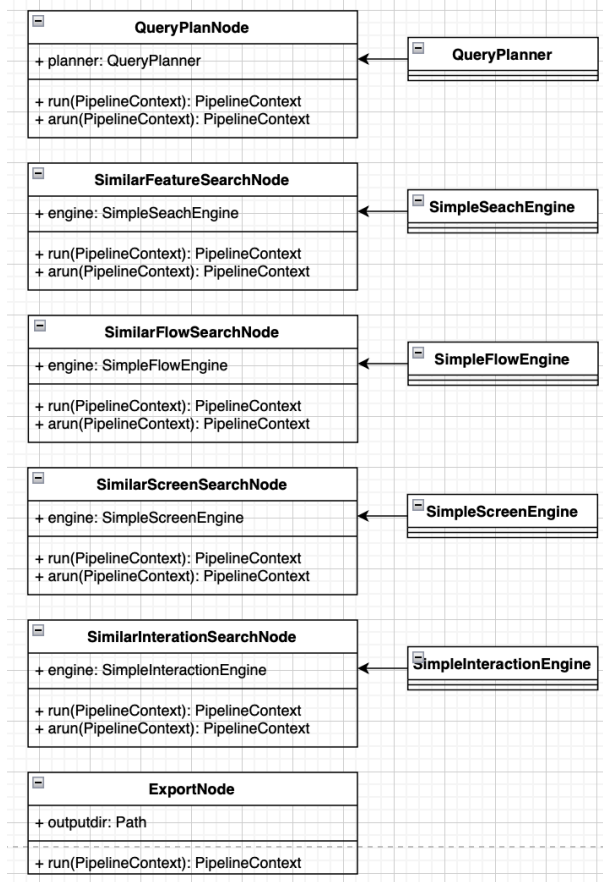 QueryPlanNode
+ planner: QueryPlanner
+ run(PipelineContext): PipelineContext
+ arun(PipelineContext): PipelineContext
QueryPlanner
SimilarFeatureSearchNode
+ engine: SimpleSeachEngine
+ run(PipelineContext): PipelineContext
+ arun(PipelineContext): PipelineContext
SimpleSeachEngine
SimilarFlowSearchNode
+ engine: SimpleFlowEngine
+ run(PipelineContext): PipelineContext
+ arun(PipelineContext): PipelineContext
SimpleFlowEngine
SimilarScreenSearchNode
+ engine: SimpleScreenEngine
+ run(PipelineContext): PipelineContext
+ arun(PipelineContext): PipelineContext
SimpleScreenEngine
SimilarInterationSearchNode
+ engine: SimpleInteractionEngine
+ run(PipelineContext): PipelineContext
+ arun(PipelineContext): PipelineContext
SimpleInteractionEngine
ExportNode
+ outputdir: Path
+ run(PipelineContext): PipelineContext